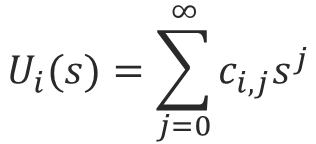 $U_i(s) = \sum_{j=0}^{\infty} c_{i,j} s^j$